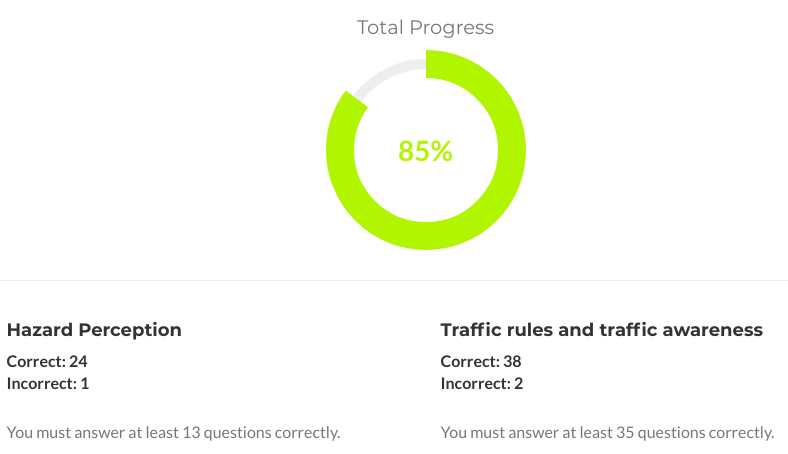 Total Progress
85%
Hazard Perception
Correct: 24
Incorrect: 1
You must answer at least 13 questions correctly.
Traffic rules and traffic awareness
Correct: 38
Incorrect: 2
You must answer at least 35 questions correctly.